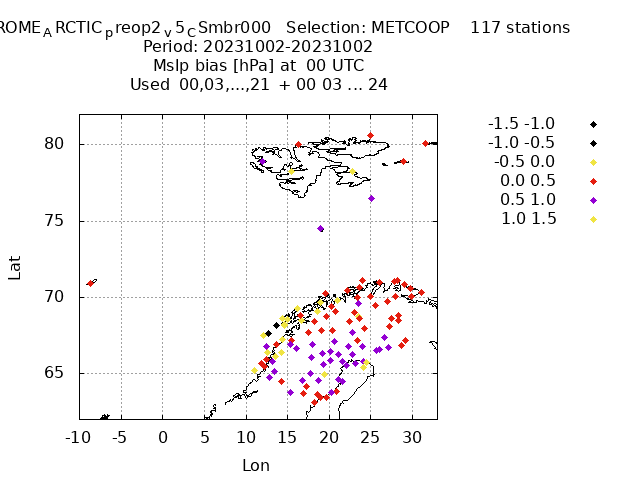 ROME A RCTIC p reop2 v 5 C Smbr000 Selection: METCOOP 117 stations
Period: 20231002-20231002
Mslp bias [hPa] at 00 UTC
Used 00,03,...,21 + 00 03 ... 24
-1.5 -1.0
-1.0 -0.5
-0.5 0.0
0.0 0.5
0.5 1.0
1.0 1.5
80
75
70
65
Lat
-10 -5 0 5 10 15 20 25 30
Lon